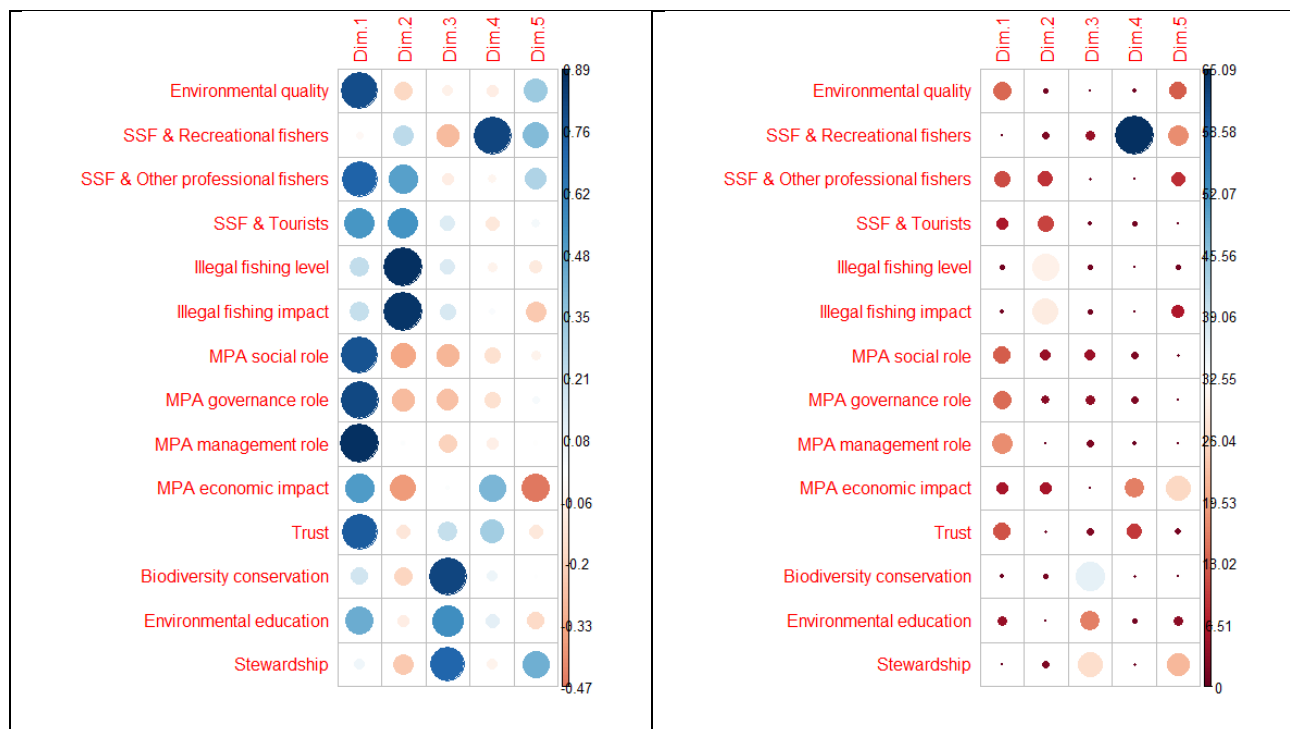 Dim.1
Dim.2
Dim.3
Dim.4
Dim.5
Environmental quality
SSF & Recreational fishers
SSF & Other professional fishers
SSF & Tourists
Illegal fishing level
Illegal fishing impact
MPA social role
MPA governance role
MPA management role
MPA economic impact
Trust
Biodiversity conservation
Environmental education
Stewardship
0.89
0.76
0.62
0.48
0.35
0.21
0.08
-0.06
-0.2
-0.33
-0.47
Dim.1
Dim.2
Dim.3
Dim.4
Dim.5
Environmental quality
SSF & Recreational fishers
SSF & Other professional fishers
SSF & Tourists
Illegal fishing level
Illegal fishing impact
MPA social role
MPA governance role
MPA management role
MPA economic impact
Trust
Biodiversity conservation
Environmental education
Stewardship
65.09
58.58
52.07
45.56
39.06
32.55
26.04
19.53
13.02
6.51
0